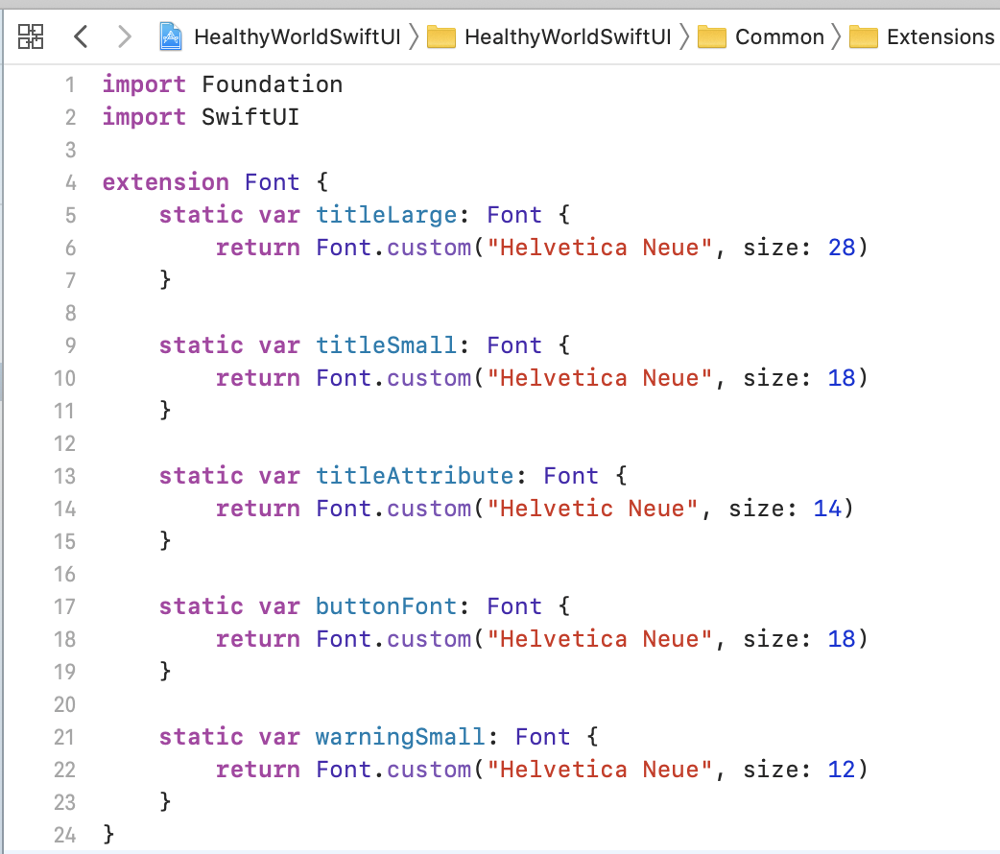 HealthyWorldSwiftUI HealthyWorldSwiftUI Common Extensions
1 import Foundation
2 import SwiftUI
3
4 extension Font {
5     static var titleLarge: Font {
6         return Font.custom("Helvetica Neue", size: 28)
7     }
8
9     static var titleSmall: Font {
10         return Font.custom("Helvetica Neue", size: 18)
11     }
12
13     static var titleAttribute: Font {
14         return Font.custom("Helvetic Neue", size: 14)
15     }
16
17     static var buttonFont: Font {
18         return Font.custom("Helvetica Neue", size: 18)
19     }
20
21     static var warningSmall: Font {
22         return Font.custom("Helvetica Neue", size: 12)
23     }
24 }